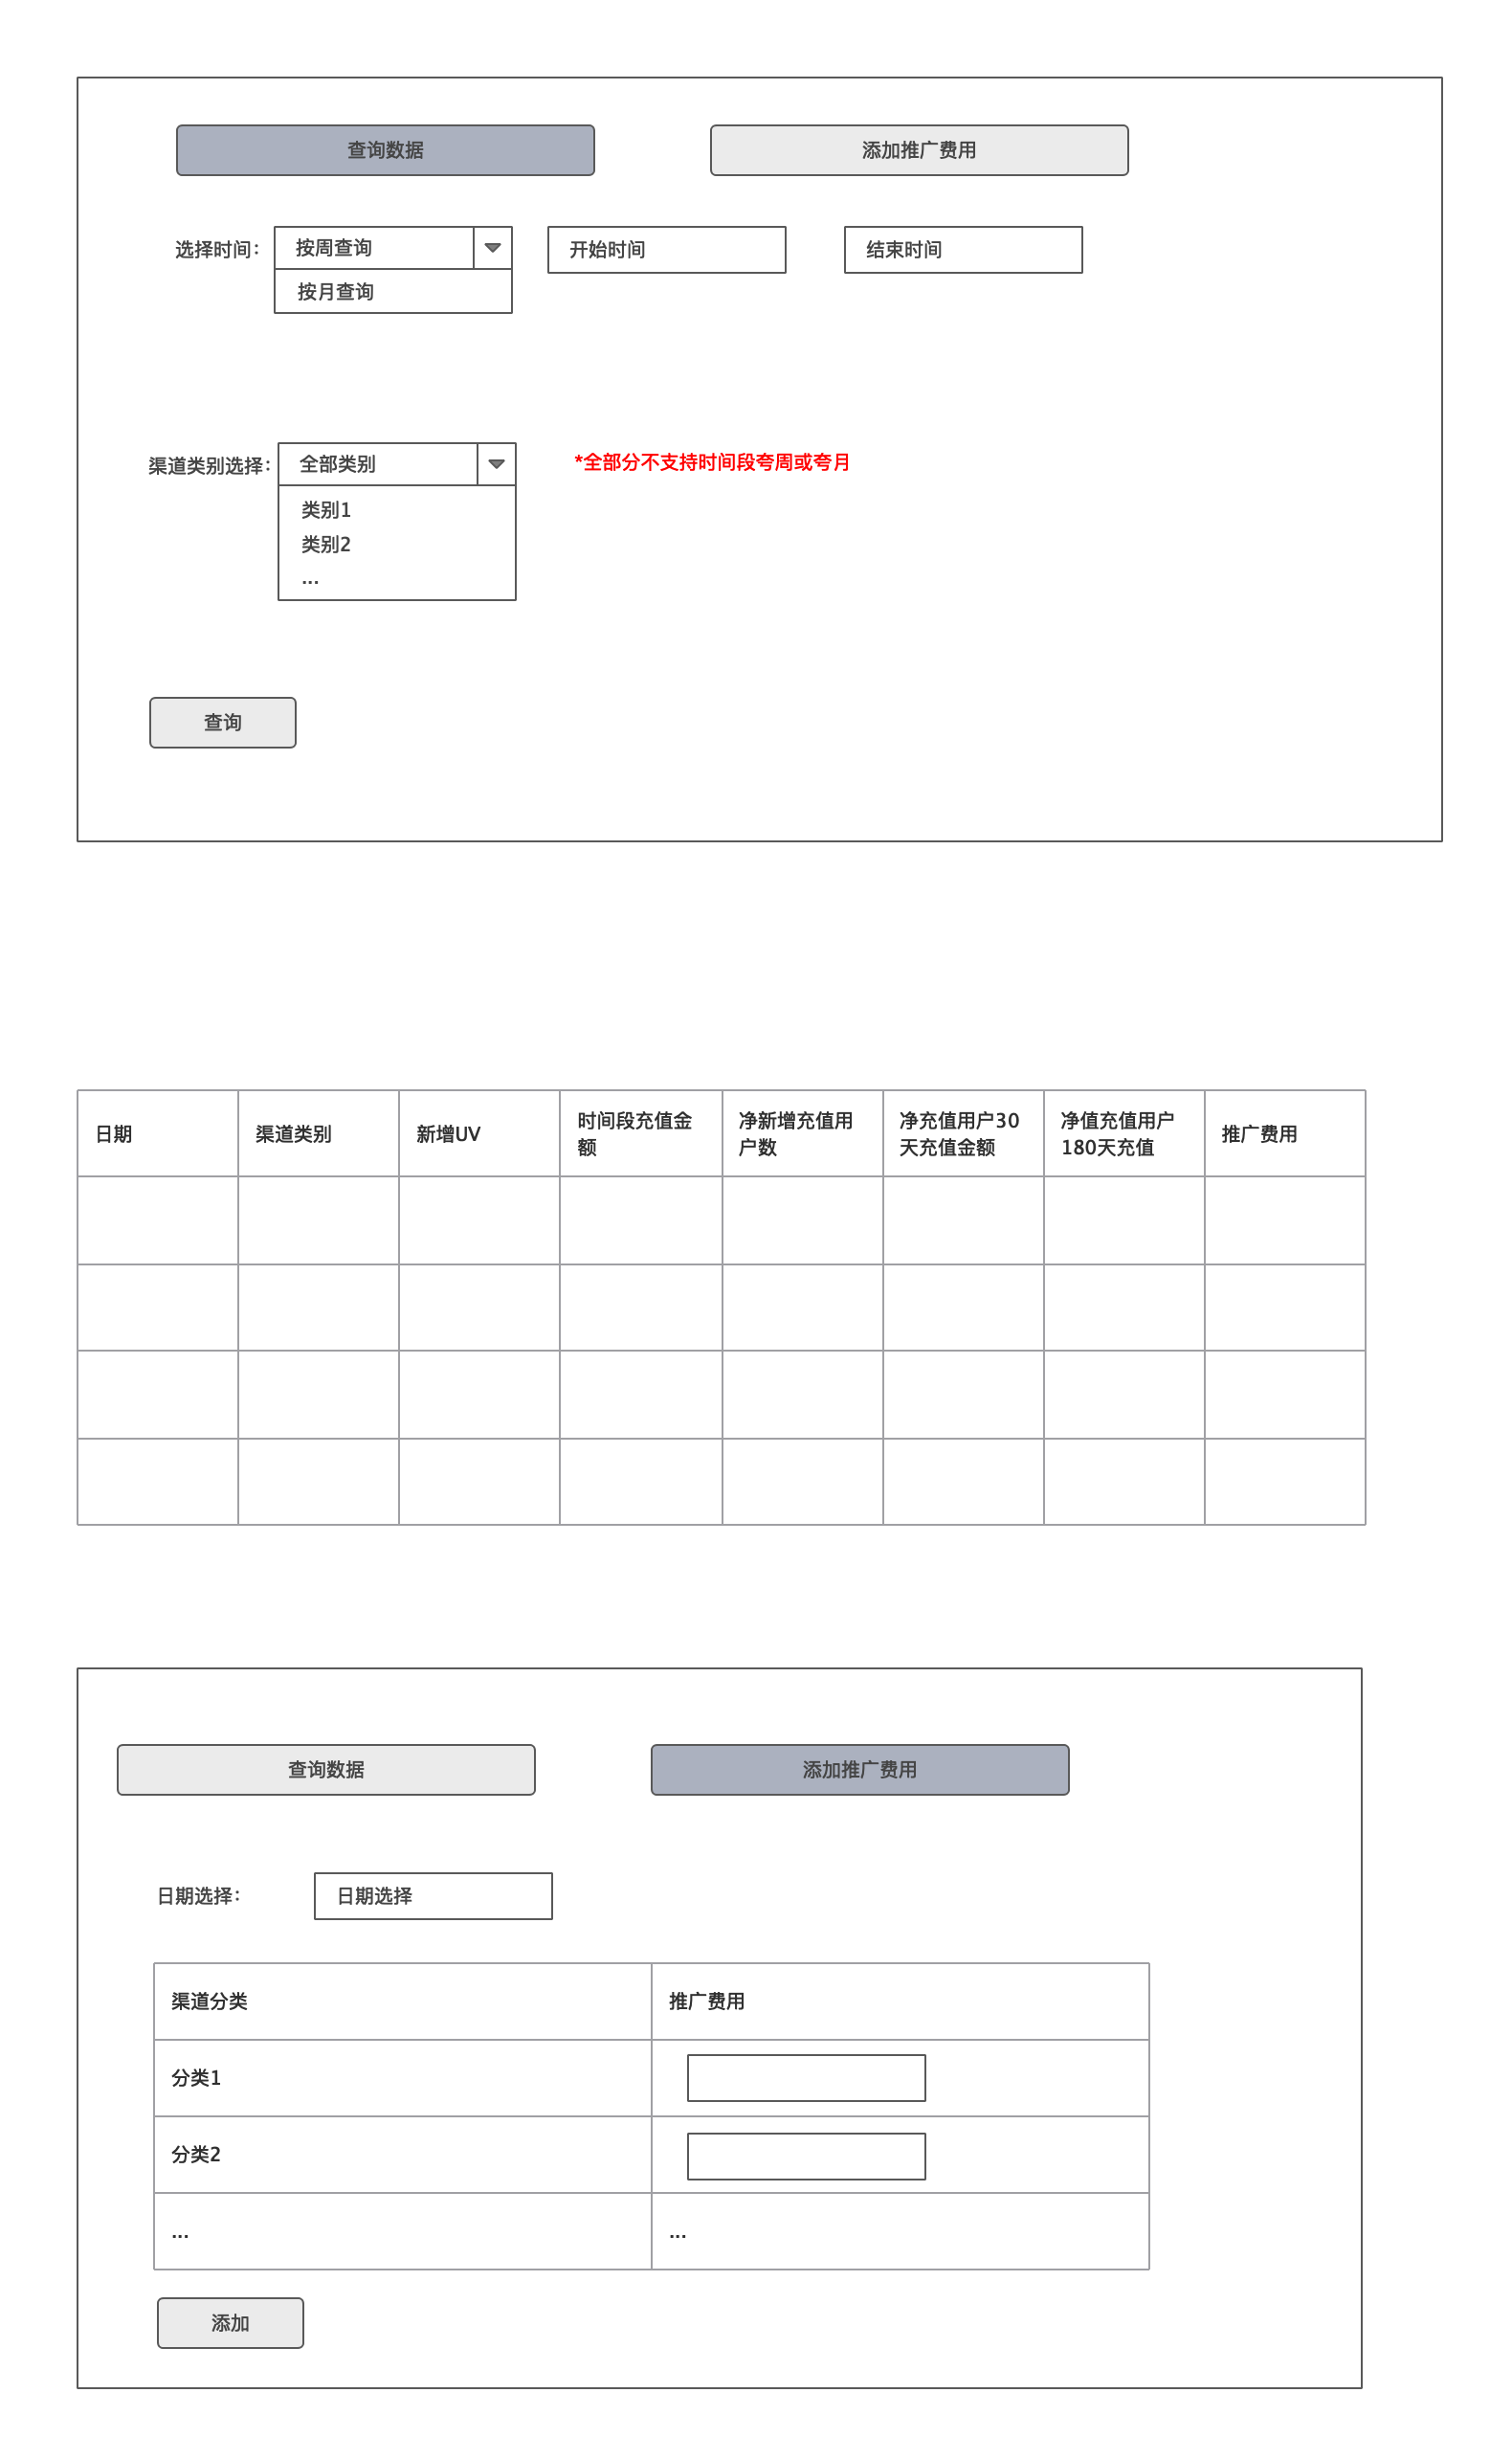 查询数据
添加推广费用
选择时间：
按周查询
开始时间
结束时间
按月查询
渠道类别选择：
全部类别
*全部分不支持时间段夸周或夸月
类别1
类别2
...
查询
日期
渠道类别
新增UV
时间段充值金
额
净新增充值用
户数
净充值用户30
天充值金额
净值充值用户
180天充值
推广费用
查询数据
添加推广费用
日期选择：
日期选择
渠道分类
推广费用
分类1
分类2
...
...
添加